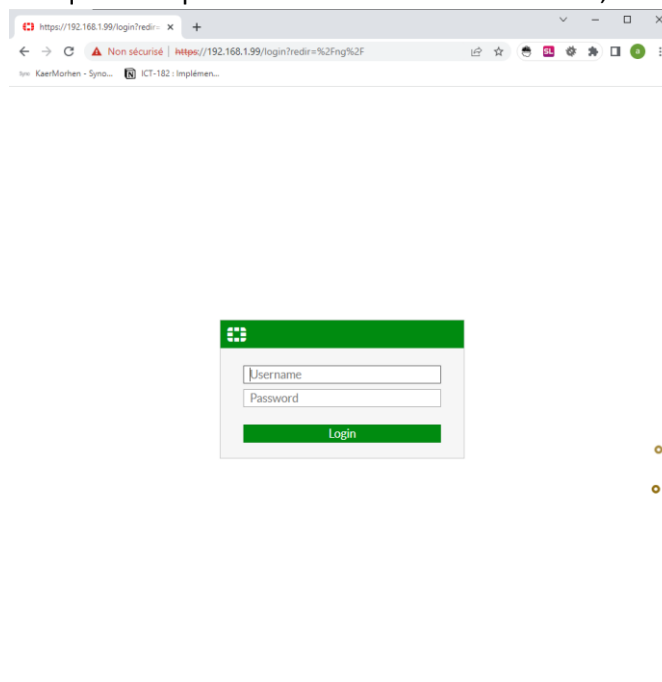 https://192.168.1.99/login?redir=
Non sécurisé | https://192.168.1.99/login?redir=%2Fng%2F
KaerMorhen - Syno... ICT-182 : Implémen...
Username
Password
Login